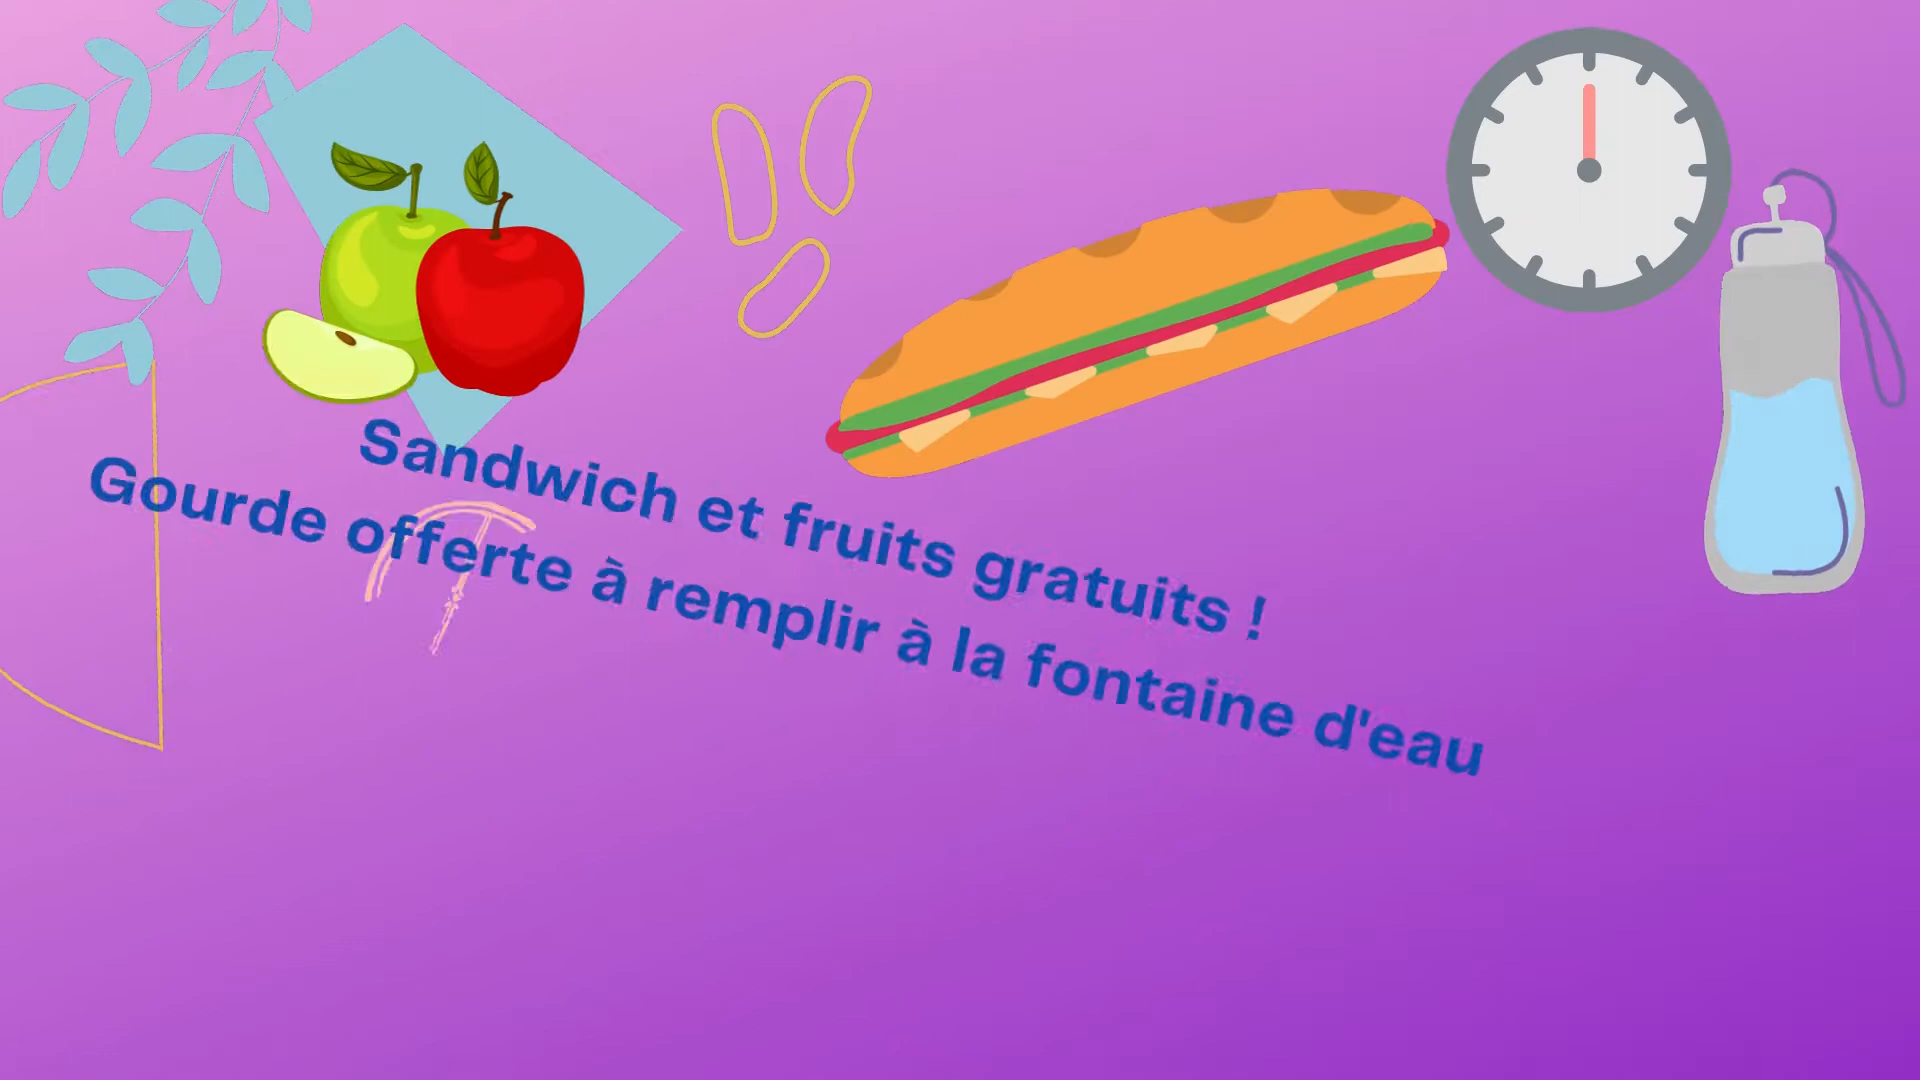 Sandwich et fruits gratuits !
Gourde offerte à remplir à la fontaine d'eau